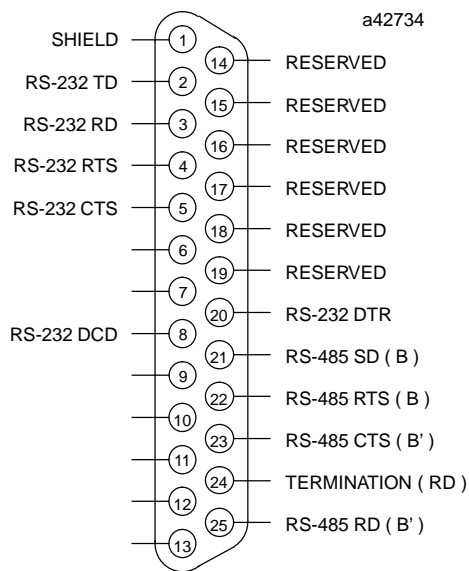 a42734
SHIELD 1
14 RESERVED
RS-232 TD 2
15 RESERVED
RS-232 RD 3
16 RESERVED
RS-232 RTS 4
17 RESERVED
RS-232 CTS 5
18 RESERVED
6
19 RESERVED
7
20 RS-232 DTR
RS-232 DCD 8
21 RS-485 SD ( B )
9
22 RS-485 RTS ( B )
10
23 RS-485 CTS ( B' )
11
24 TERMINATION ( RD )
12
25 RS-485 RD ( B' )
13